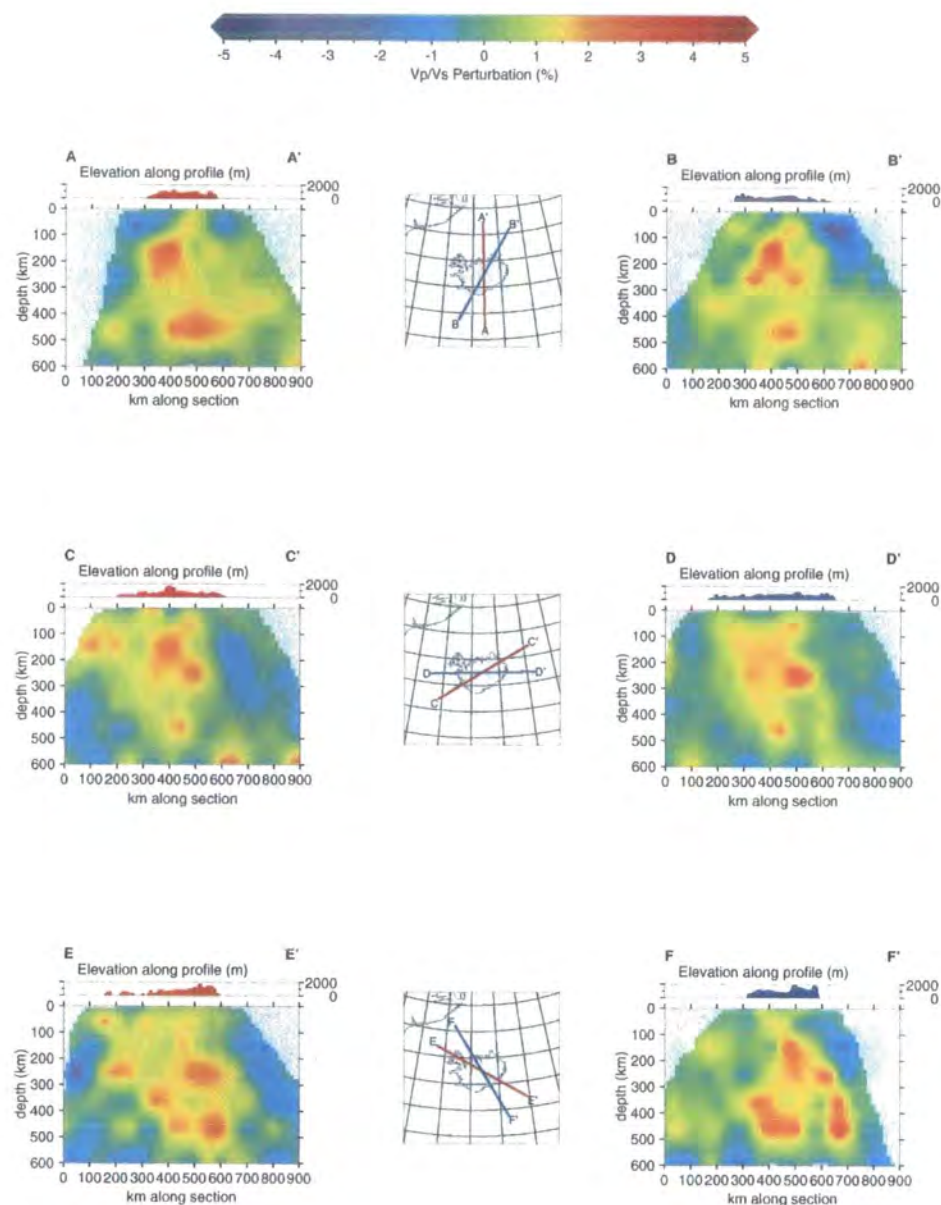 -5 -4 -3 -2 -1 0 1 2 3 4 5
Vp/Vs Perturbation (%)
A A'
Elevation along profile (m)
2000
0
0
100
200
300
400
500
600
depth (km)
0 100 200 300 400 500 600 700 800 900
km along section
A'
B'
B
A
B B'
Elevation along profile (m)
2000
0
0
100
200
300
400
500
600
depth (km)
0 100 200 300 400 500 600 700 800 900
km along section
C C'
Elevation along profile (m)
2000
0
0
100
200
300
400
500
600
depth (km)
0 100 200 300 400 500 600 700 800 900
km along section
C'
D D'
C
D D'
Elevation along profile (m)
2000
0
0
100
200
300
400
500
600
depth (km)
0 100 200 300 400 500 600 700 800 900
km along section
E E'
Elevation along profile (m)
2000
0
0
100
200
300
400
500
600
depth (km)
0 100 200 300 400 500 600 700 800 900
km along section
F
E
E'
F'
F F'
Elevation along profile (m)
2000
0
0
100
200
300
400
500
600
depth (km)
0 100 200 300 400 500 600 700 800 900
km along section